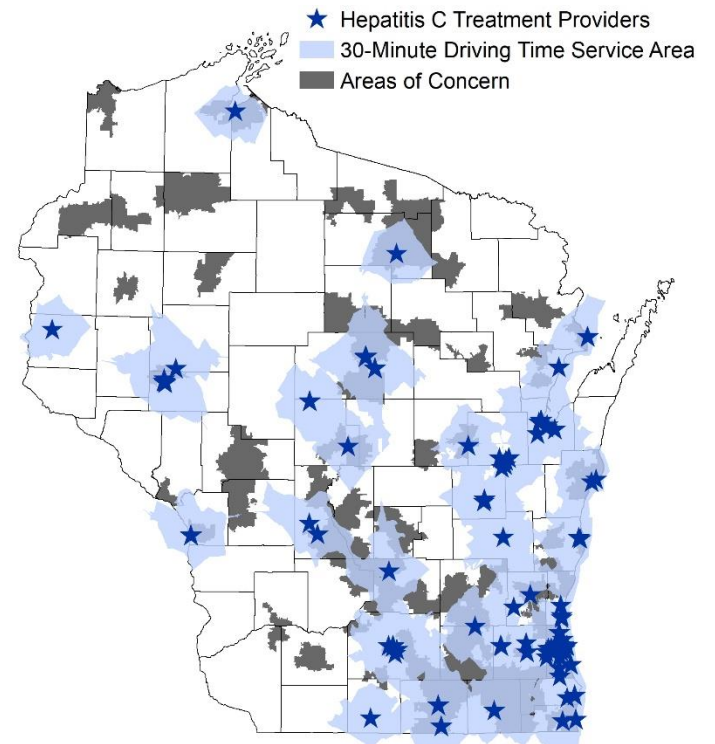 Hepatitis C Treatment Providers
30-Minute Driving Time Service Area
Areas of Concern